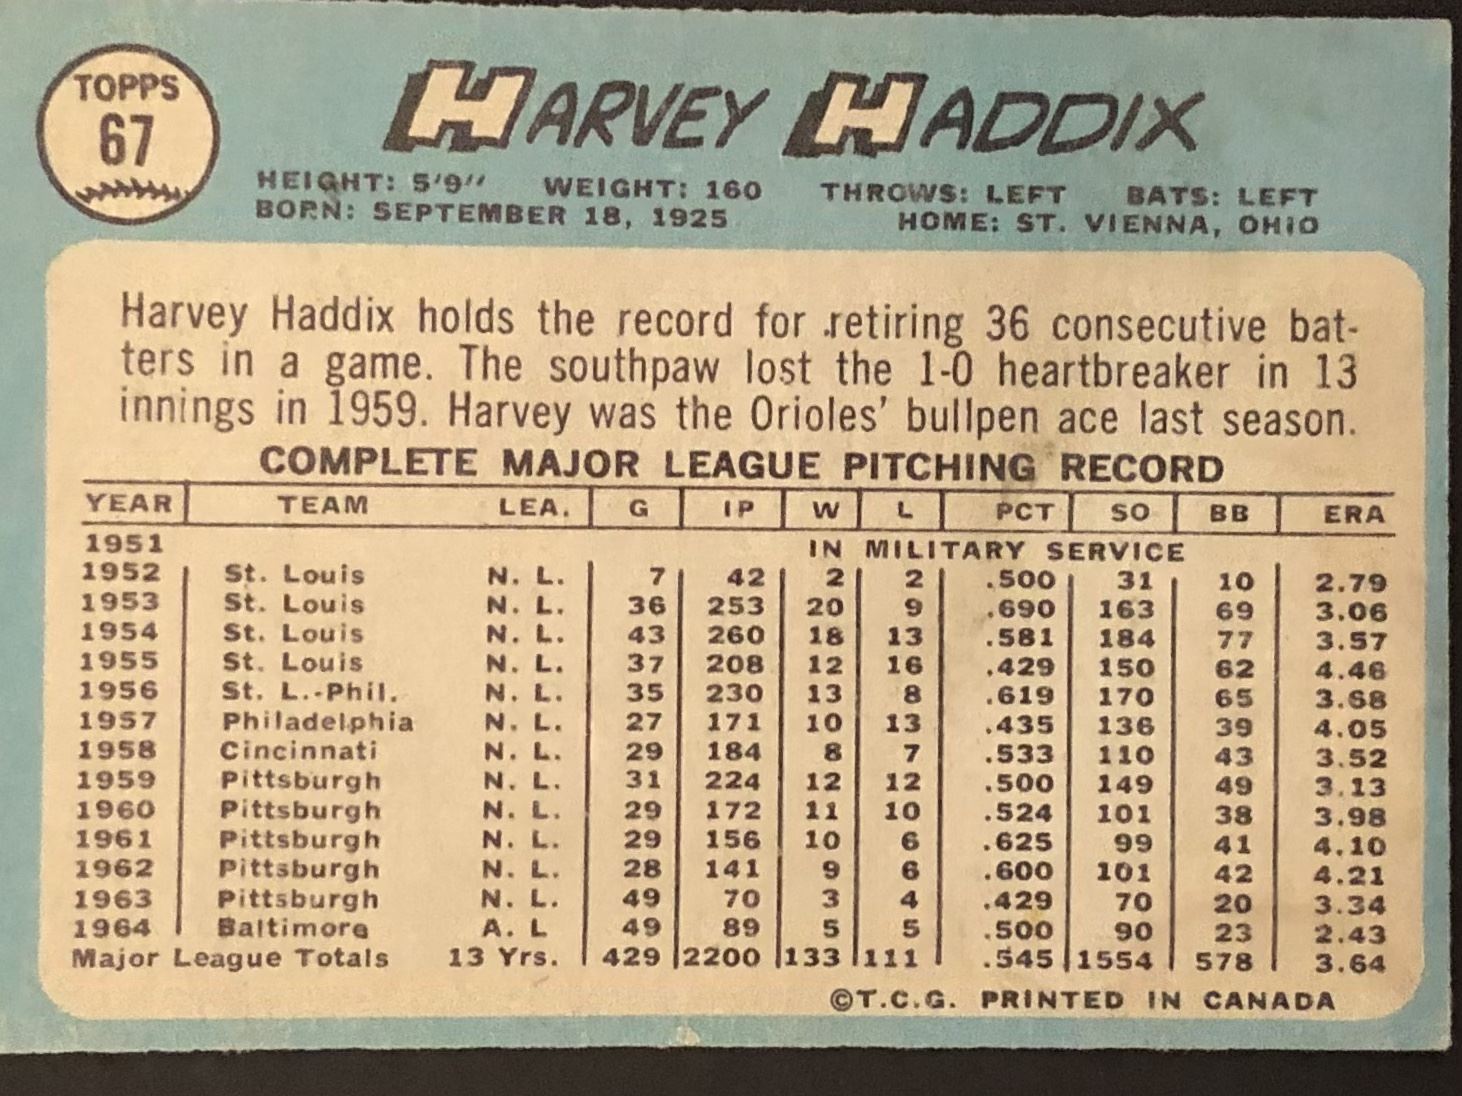 TOPPS
67
HARVEY HADDIX
HEIGHT: 5'9" WEIGHT: 160 THROWS: LEFT BATS: LEFT
BORN: SEPTEMBER 18, 1925 HOME: ST. VIENNA, OHIO
Harvey Haddix holds the record for retiring 36 consecutive bat-
ters in a game. The southpaw lost the 1-0 heartbreaker in 13
innings in 1959. Harvey was the Orioles' bullpen ace last season.
COMPLETE MAJOR LEAGUE PITCHING RECORD
YEAR TEAM LEA. G IP W L PCT SO BB ERA
1951 IN MILITARY SERVICE
1952 St. Louis N. L. 7 42 2 2 .500 31 10 2.79
1953 St. Louis N. L. 36 253 20 9 .690 163 69 3.06
1954 St. Louis N. L. 43 260 18 13 .581 184 77 3.57
1955 St. Louis N. L. 37 208 12 16 .429 150 62 4.46
1956 St. L.-Phil. N. L. 35 230 13 8 .619 170 65 3.68
1957 Philadelphia N. L. 27 171 10 13 .435 136 39 4.05
1958 Cincinnati N. L. 29 184 8 7 .533 110 43 3.52
1959 Pittsburgh N. L. 31 224 12 12 .500 149 49 3.13
1960 Pittsburgh N. L. 29 172 11 10 .524 101 38 3.98
1961 Pittsburgh N. L. 29 156 10 6 .625 99 41 4.10
1962 Pittsburgh N. L. 28 141 9 6 .600 101 42 4.21
1963 Pittsburgh N. L. 49 70 3 4 .429 70 20 3.34
1964 Baltimore A. L 49 89 5 5 .500 90 23 2.43
Major League Totals 13 Yrs. 429 2200 133 111 .545 1554 578 3.64
©T.C.G. PRINTED IN CANADA